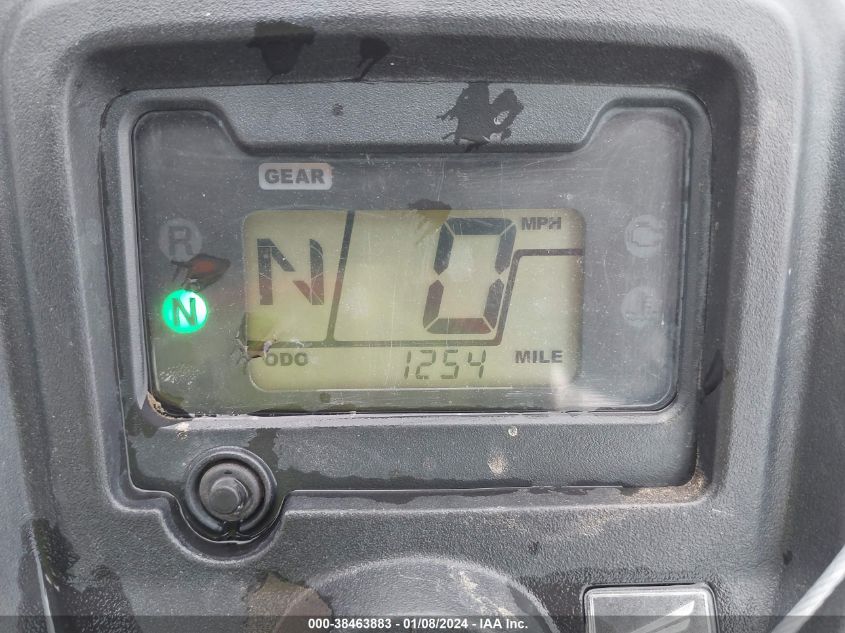 GEAR
R
N
N 0 MPH
ODO 1254 MILE
000-38463883 - 01/08/2024 - IAA Inc.